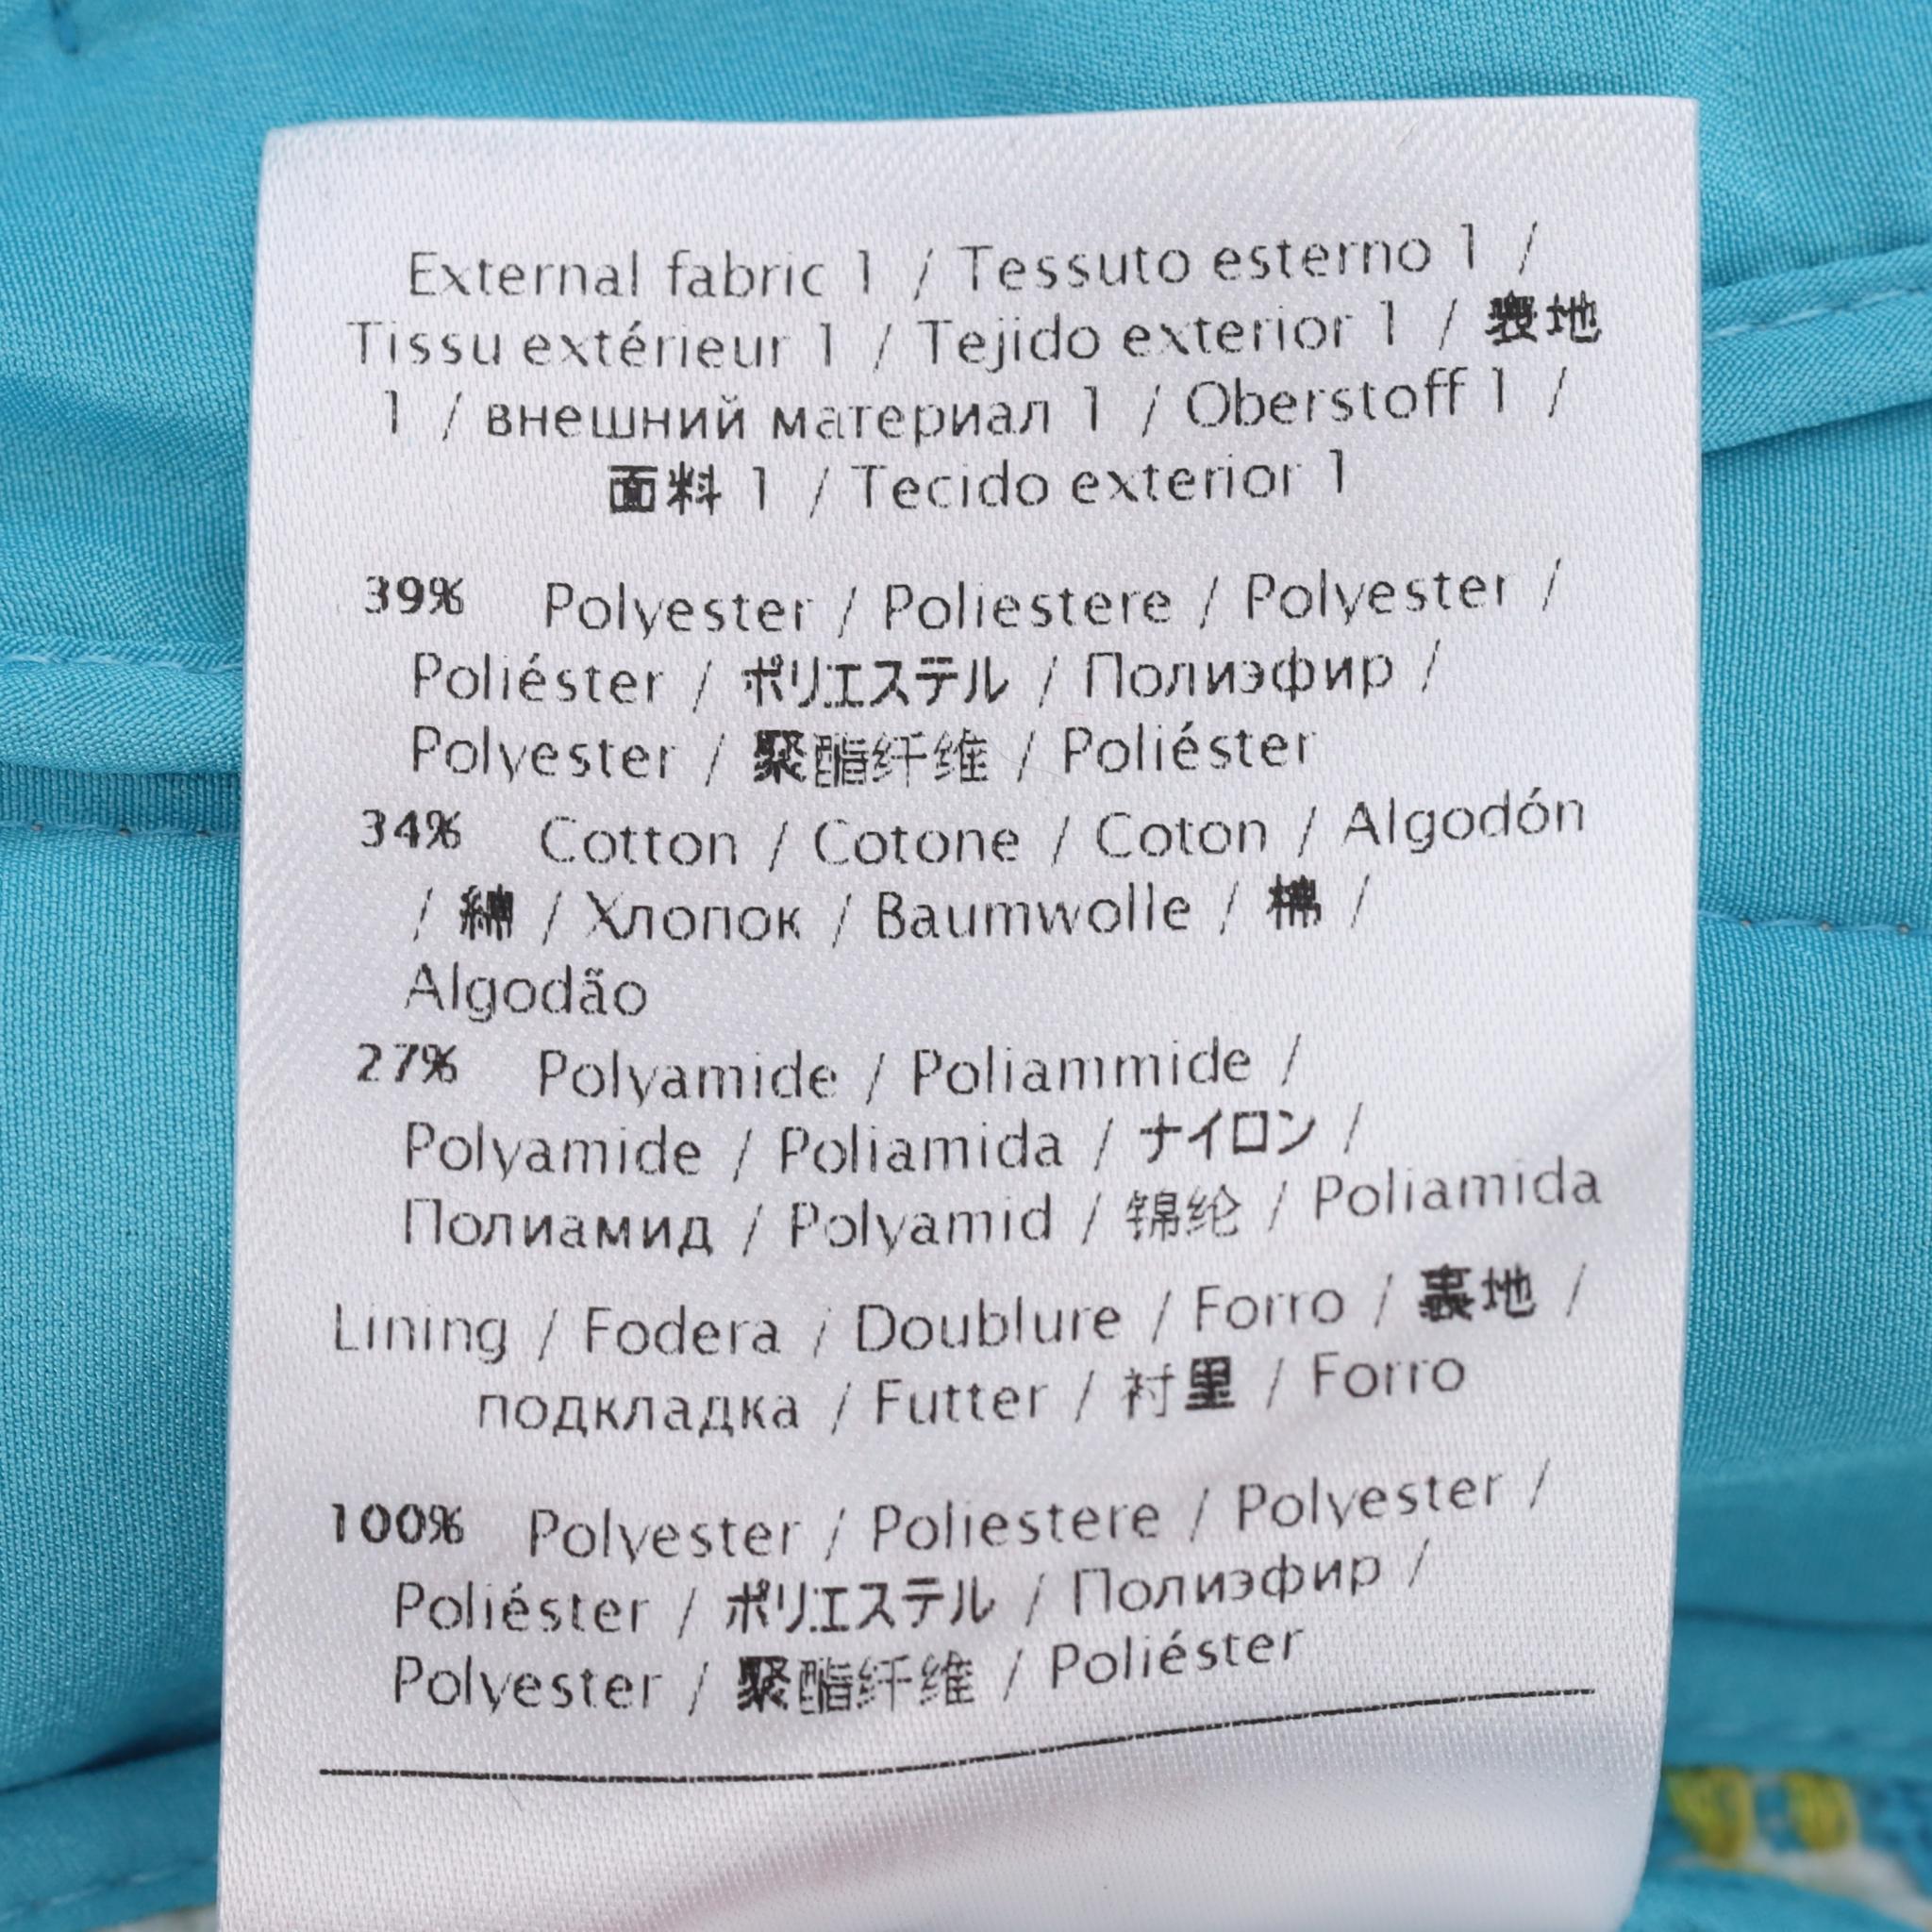 External fabric 1 / Tessuto esterno 1 /
Tissu extérieur 1 / Tejido exterior 1 / 表地
1 / внешний материал 1 / Oberstoff 1 /
面料 1 / Tecido exterior 1
39% Polyester / Poliestere / Polyester /
Poliéster / ポリエステル / Полиэфир /
Polyester / 聚酯纤维 / Poliéster
34% Cotton / Cotone / Coton / Algodón
/ 綿 / Хлопок / Baumwolle / 棉 /
Algodão
27% Polyamide / Poliammide /
Polyamide / Poliamida / ナイロン /
Полиамид / Polyamid / 锦纶 / Poliamida
Lining / Fodera / Doublure / Forro / 裏地 /
подкладка / Futter / 衬里 / Forro
100% Polyester / Poliestere / Polyester /
Poliéster / ポリエステル / Полиэфир /
Polyester / 聚酯纤维 / Poliéster